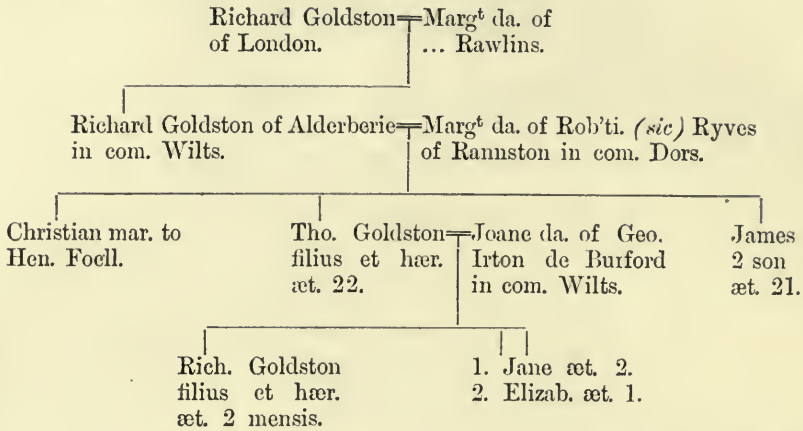 Richard Goldston
of London.
Margᵗ da. of
... Rawlins.
Richard Goldston of Alderberie
in com. Wilts.
Margᵗ da. of Rob'ti. (sic) Ryves
of Rannston in com. Dors.
Christian mar. to
Hen. Foell.
Tho. Goldston
filius et hær.
æt. 22.
Joane da. of Geo.
Irton de Burford
in com. Wilts.
James
2 son
æt. 21.
Rich. Goldston
filius et hær.
æt. 2 mensis.
1. Jane æt. 2.
2. Elizab. æt. 1.